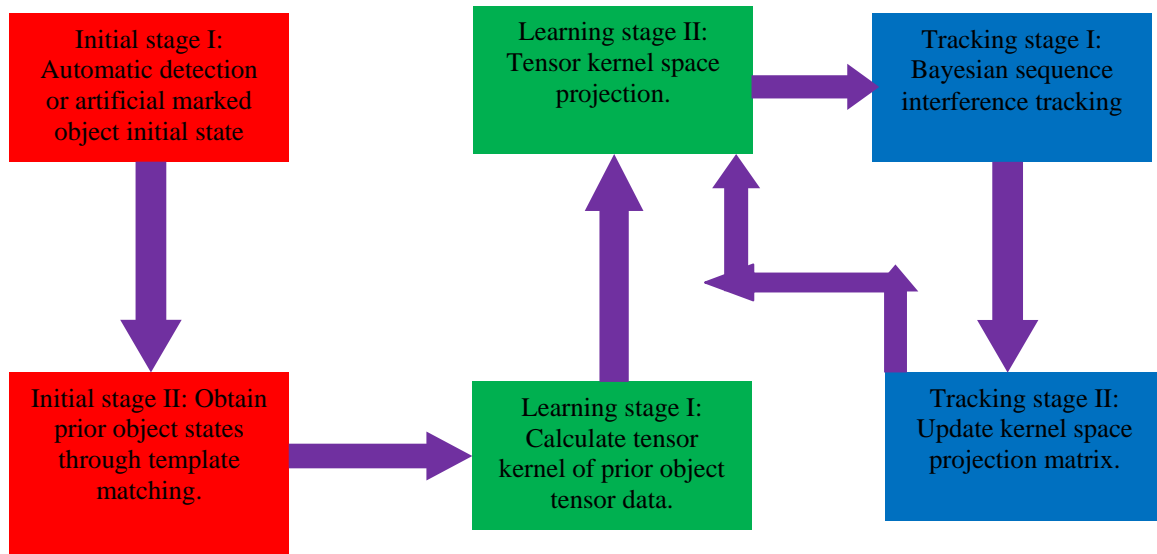 Initial stage I:
Automatic detection
or artificial marked
object initial state
Learning stage II:
Tensor kernel space
projection.
Tracking stage I:
Bayesian sequence
interference tracking
Initial stage II: Obtain
prior object states
through template
matching.
Learning stage I:
Calculate tensor
kernel of prior object
tensor data.
Tracking stage II:
Update kernel space
projection matrix.